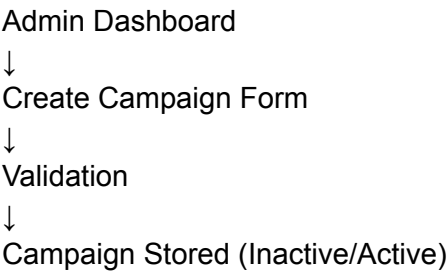 Admin Dashboard
↓
Create Campaign Form
↓
Validation
↓
Campaign Stored (Inactive/Active)